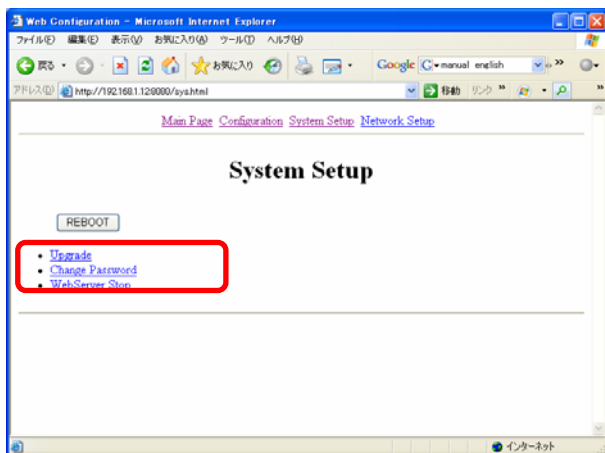 Web Configuration - Microsoft Internet Explorer
ファイル(F) 編集(E) 表示(V) お気に入り(A) ツール(T) ヘルプ(H)
戻る お気に入り Google manual english »
アドレス(D) http://192.168.1.12:8080/sys.html 移動 リンク » »
Main Page Configuration System Setup Network Setup
System Setup
REBOOT
Upgrade
Change Password
WebServer Stop
インターネット